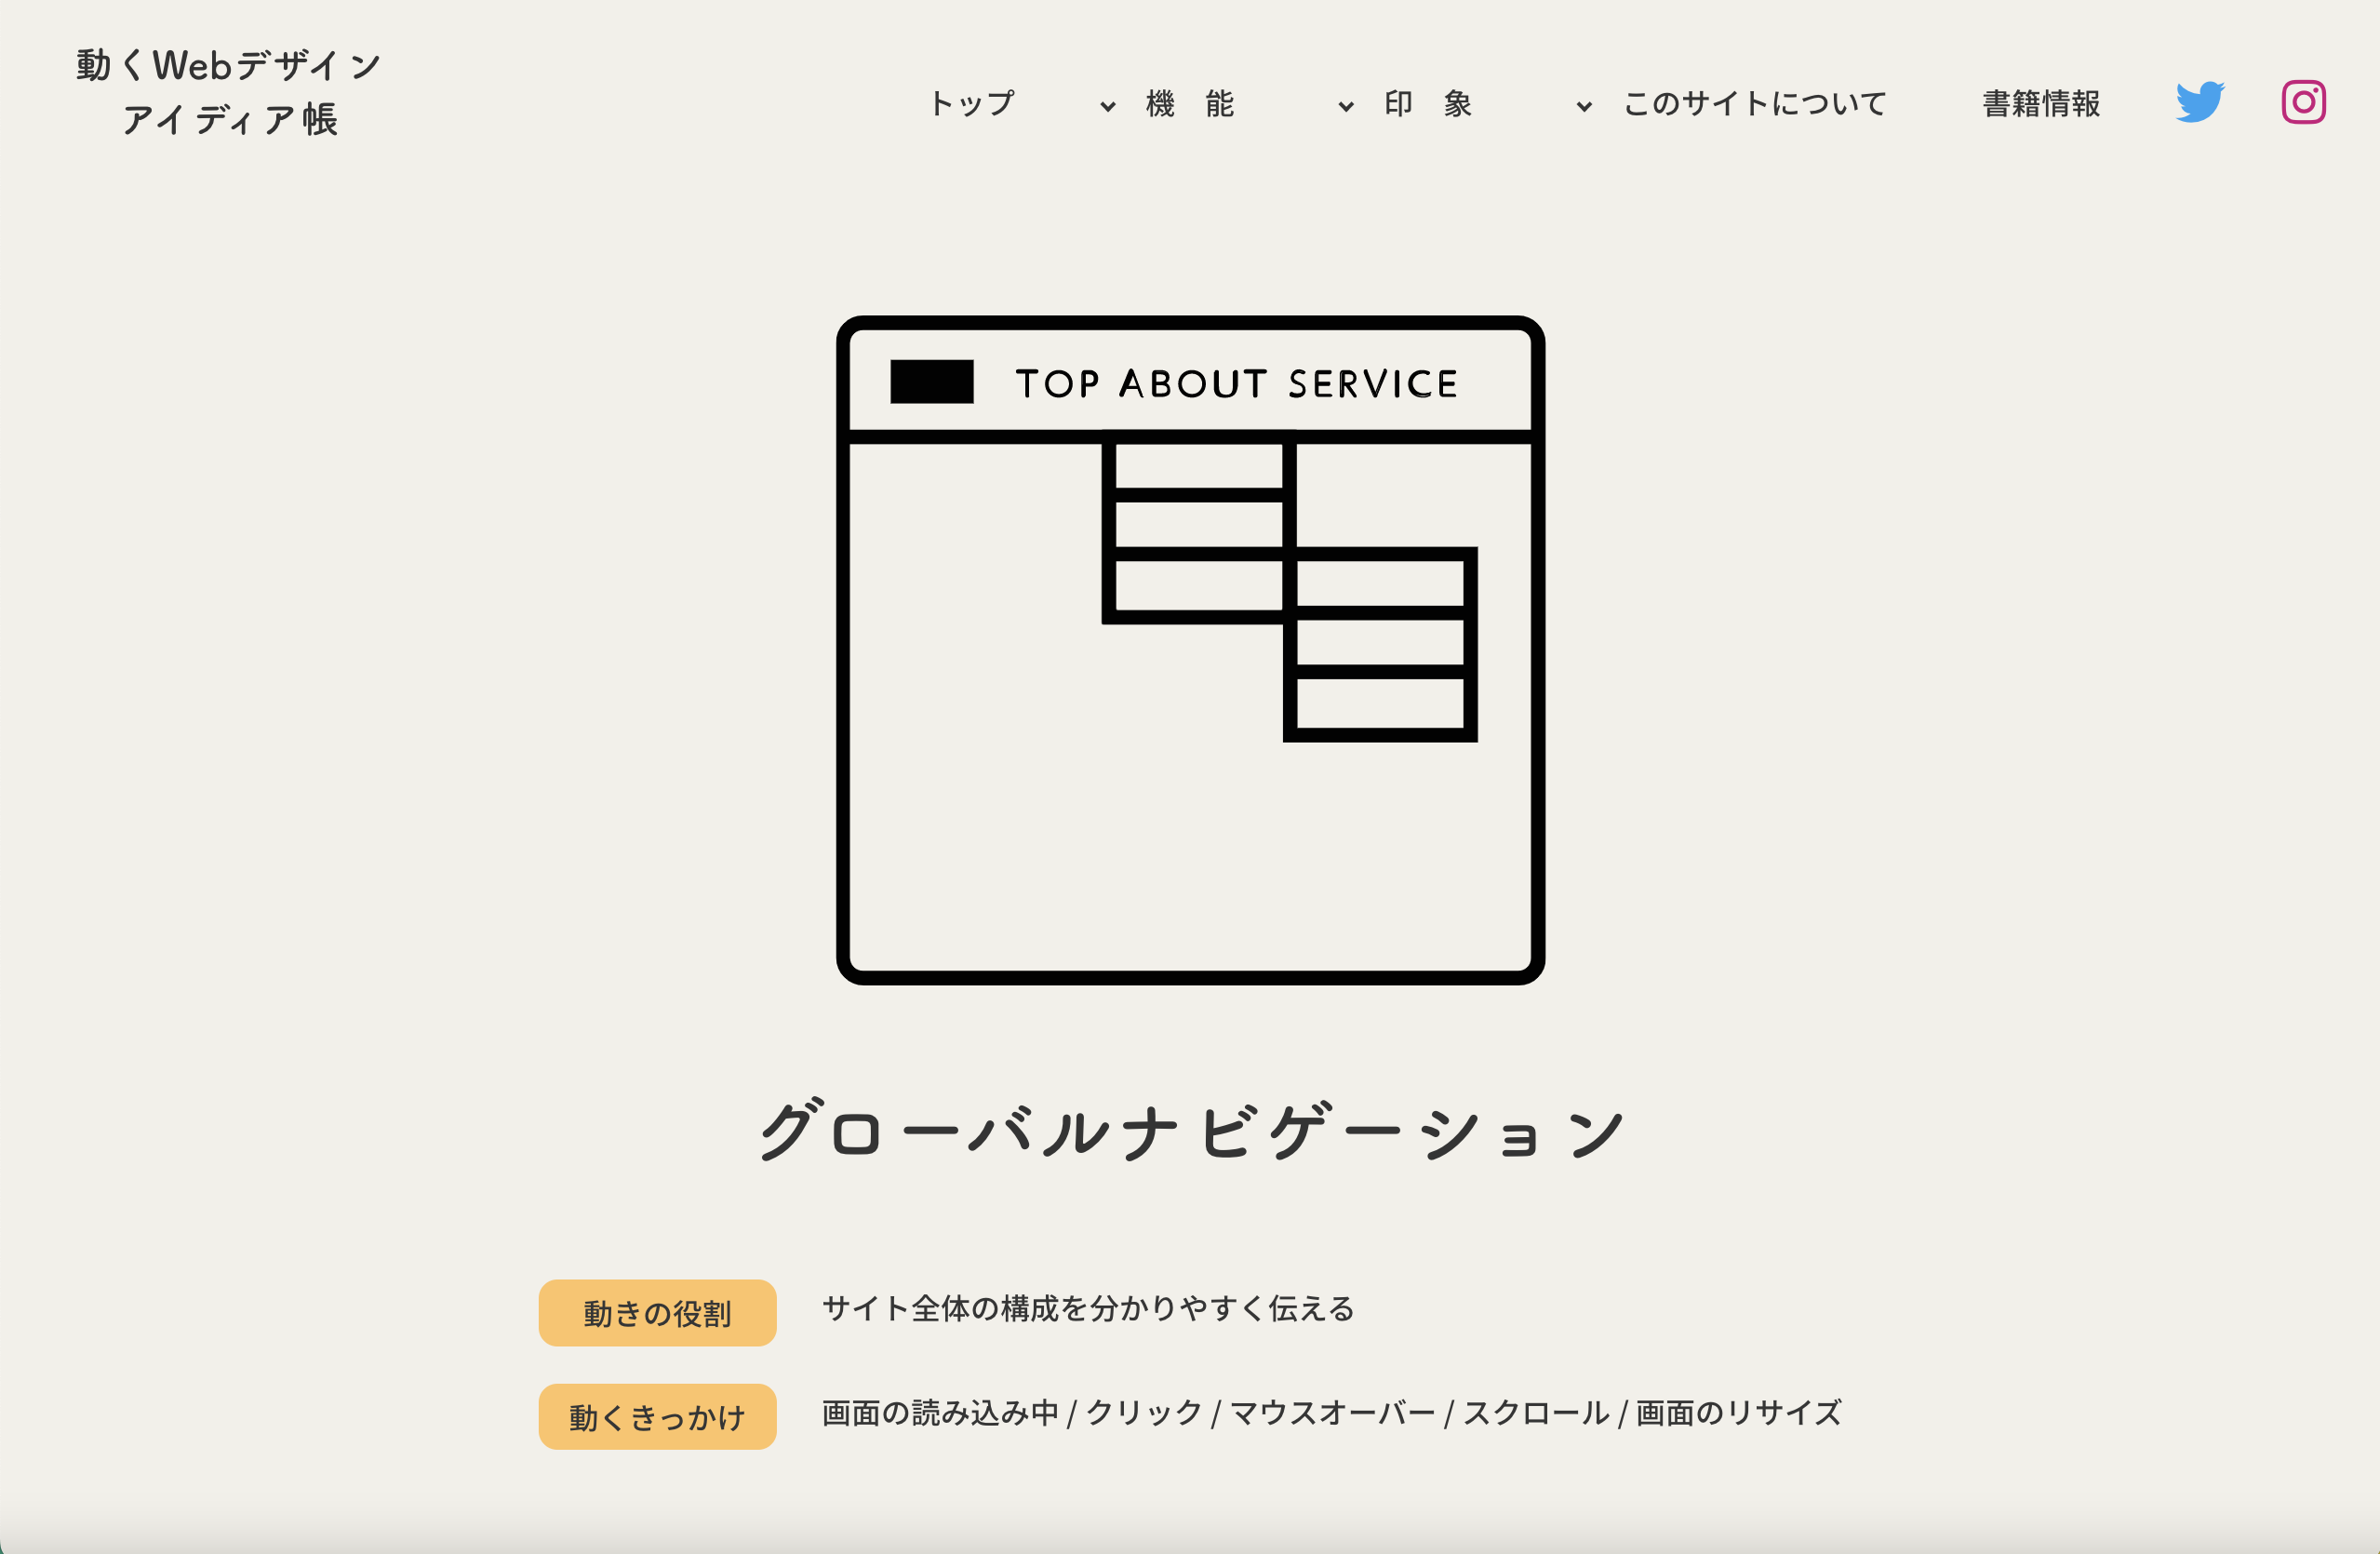 動くWebデザイン
アイディア帳
トップ 機　能 印　象 このサイトについて 書籍情報
TOP ABOUT SERVICE
グローバルナビゲーション
動きの役割 サイト全体の構成を分かりやすく伝える
動くきっかけ 画面の読み込み中 / クリック / マウスオーバー / スクロール / 画面のリサイズ